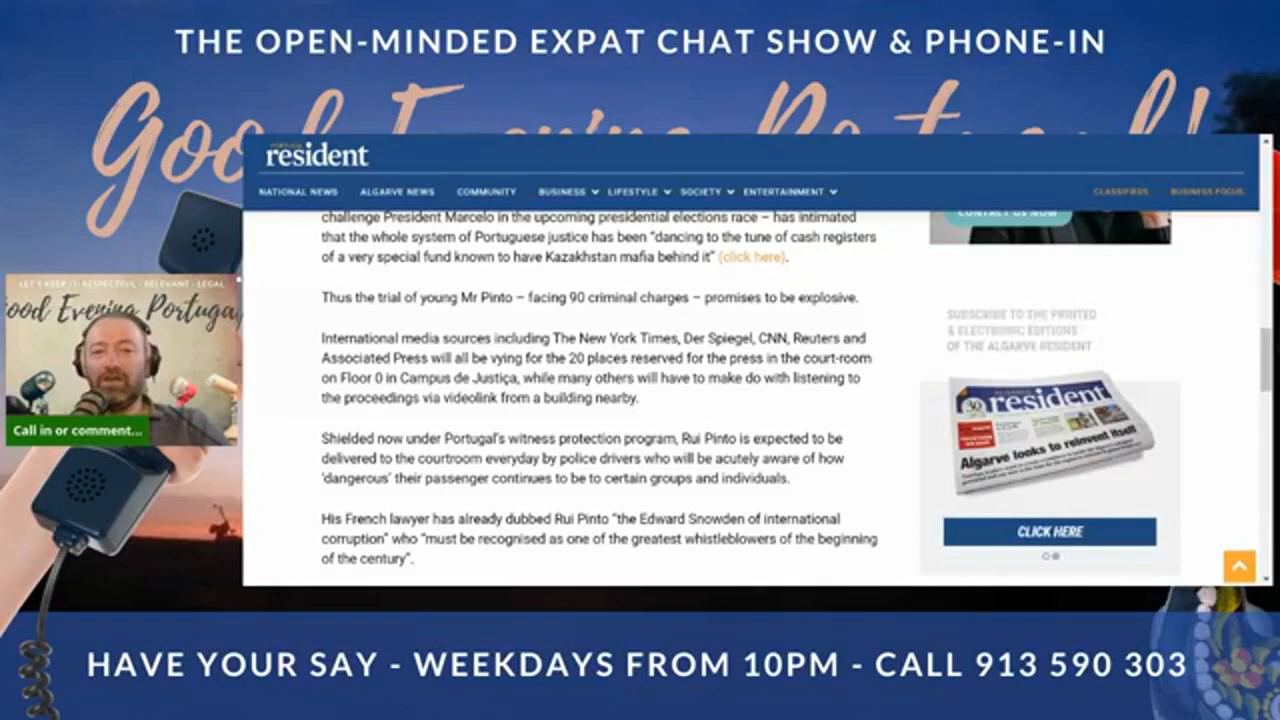 THE OPEN-MINDED EXPAT CHAT SHOW & PHONE-IN
resident
NATIONAL NEWS ALGARVE NEWS COMMUNITY BUSINESS LIFESTYLE SOCIETY ENTERTAINMENT CLASSIFIEDS BUSINESS FOCUS
challenge President Marcelo in the upcoming presidential elections race – has intimated
that the whole system of Portuguese justice has been “dancing to the tune of cash registers
of a very special fund known to have Kazakhstan mafia behind it” (click here).
Thus the trial of young Mr Pinto – facing 90 criminal charges – promises to be explosive.
International media sources including The New York Times, Der Spiegel, CNN, Reuters and
Associated Press will all be vying for the 20 places reserved for the press in the court-room
on Floor 0 in Campus de Justiça, while many others will have to make do with listening to
the proceedings via videolink from a building nearby.
Shielded now under Portugal's witness protection program, Rui Pinto is expected to be
delivered to the courtroom everyday by police drivers who will be acutely aware of how
‘dangerous’ their passenger continues to be to certain groups and individuals.
His French lawyer has already dubbed Rui Pinto “the Edward Snowden of international
corruption” who “must be recognised as one of the greatest whistleblowers of the beginning
of the century”.
CONTACT US NOW
SUBSCRIBE TO THE PRINTED
& ELECTRONIC EDITIONS
OF THE ALGARVE RESIDENT
resident
Algarve looks to reinvent itself
CLICK HERE
LET'S KEEP IT: RESPECTFUL - RELEVANT - LEGAL
Good Evening Portugal
Call in or comment...
HAVE YOUR SAY - WEEKDAYS FROM 10PM - CALL 913 590 303